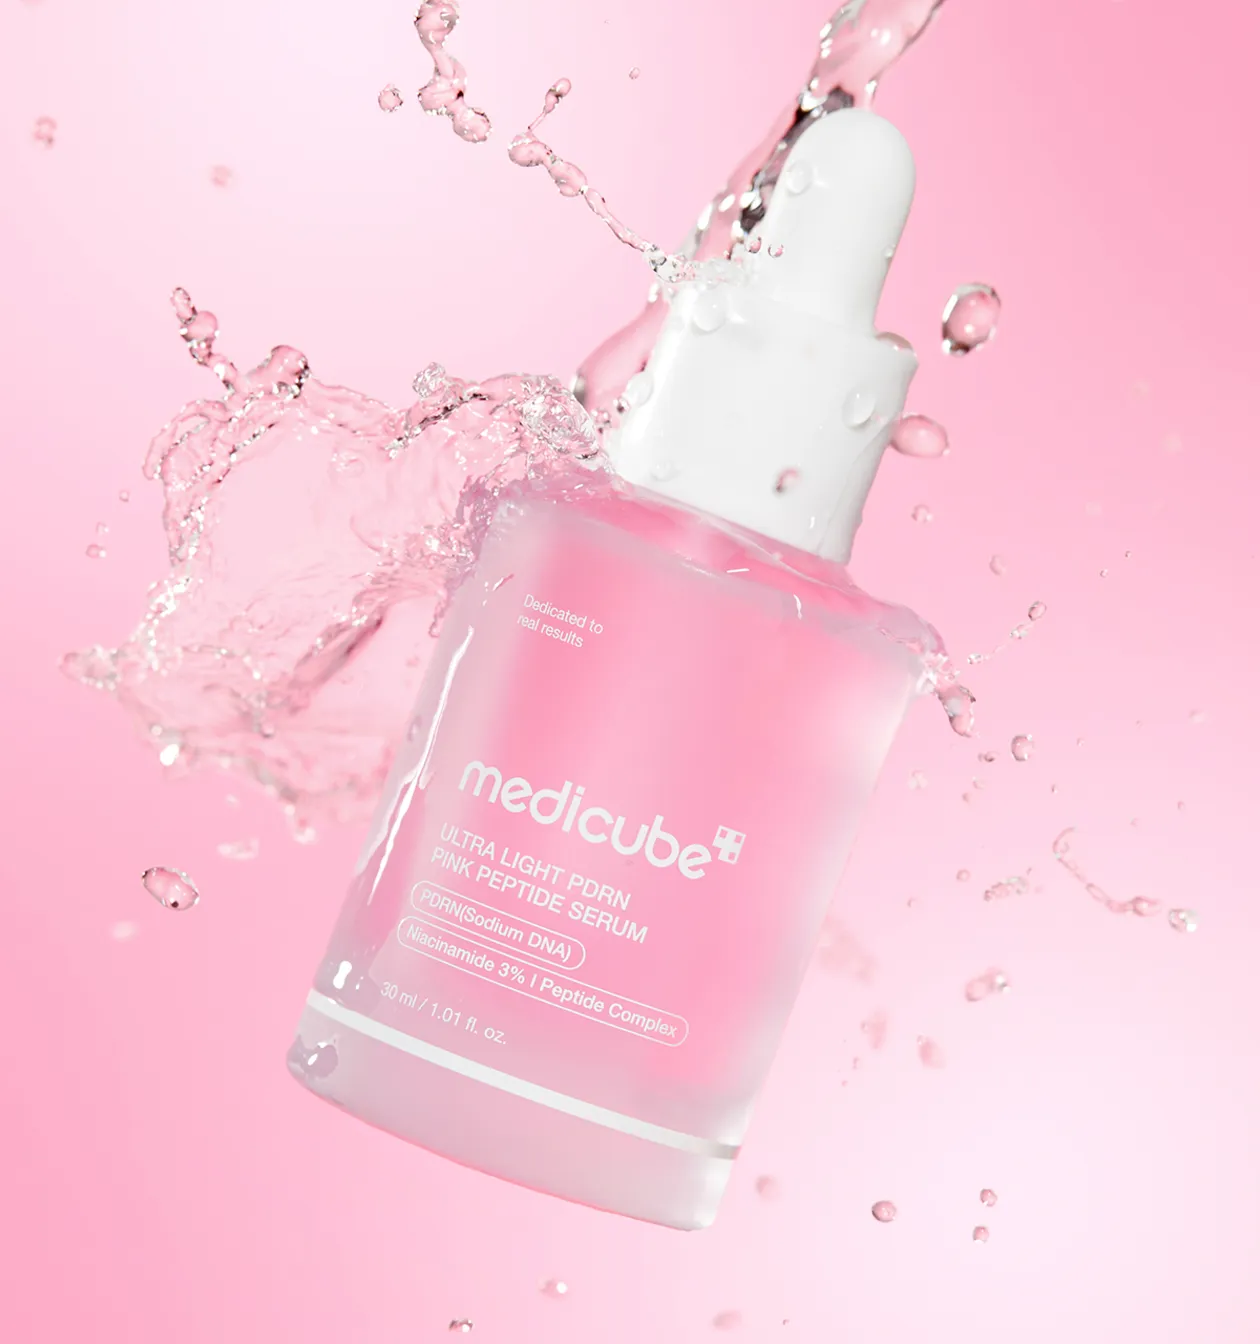 Dedicated to
real results
medicube
ULTRA LIGHT PDRN
PINK PEPTIDE SERUM
PDRN(Sodium DNA)
Niacinamide 3% | Peptide Complex
30 ml / 1.01 fl. oz.